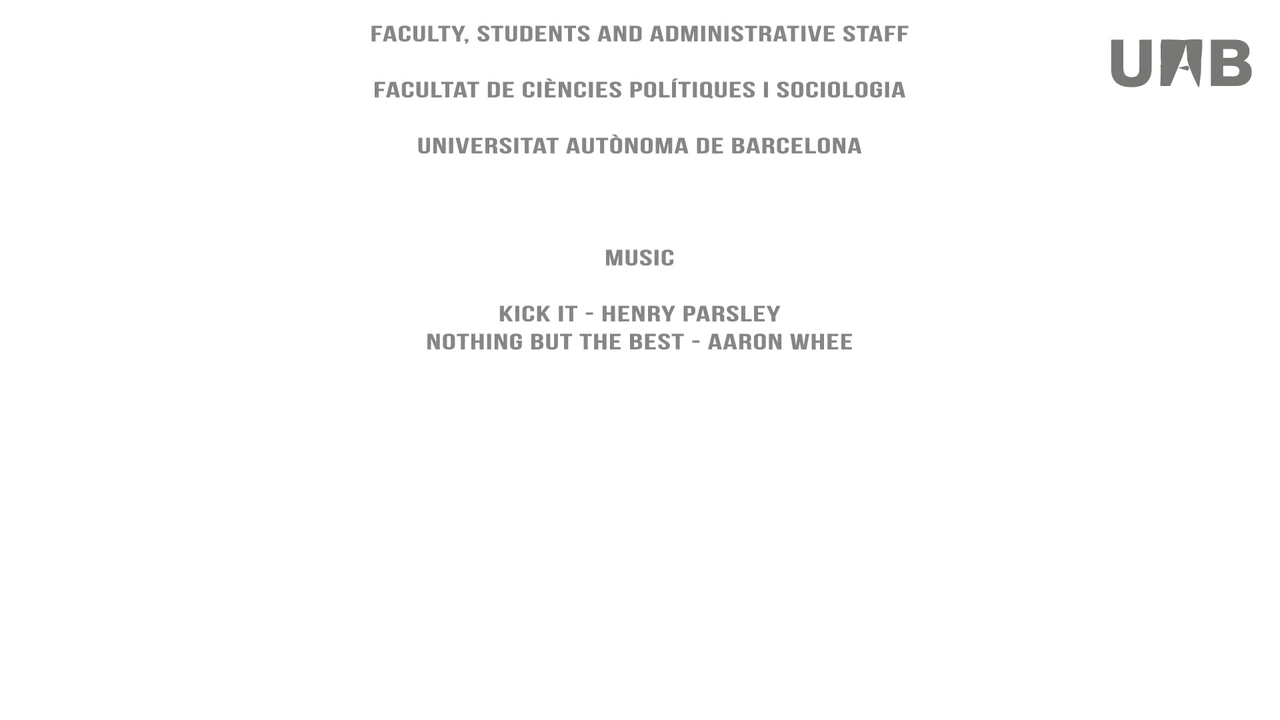 FACULTY, STUDENTS AND ADMINISTRATIVE STAFF
UAB
FACULTAT DE CIÈNCIES POLÍTIQUES I SOCIOLOGIA
UNIVERSITAT AUTÒNOMA DE BARCELONA
MUSIC
KICK IT - HENRY PARSLEY
NOTHING BUT THE BEST - AARON WHEE